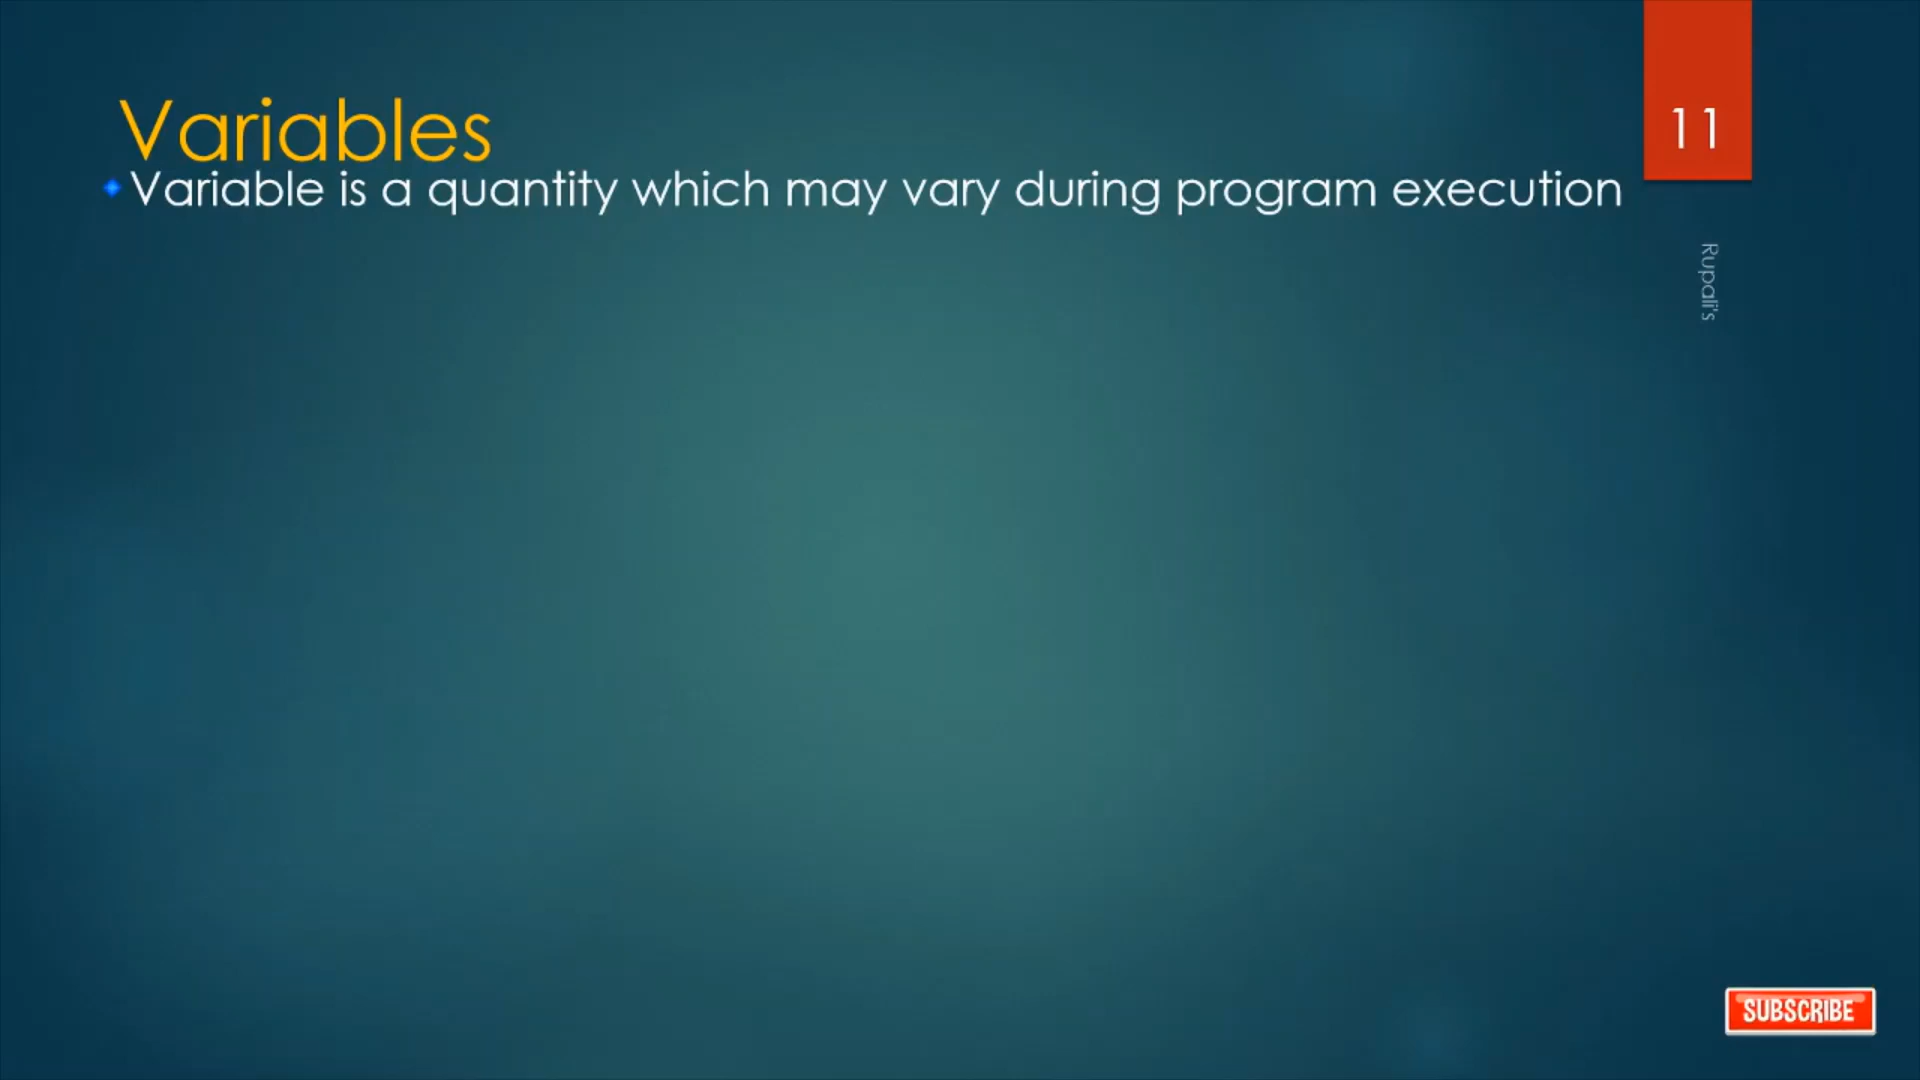 Variables
Variable is a quantity which may vary during program execution
11
Rupali's
SUBSCRIBE